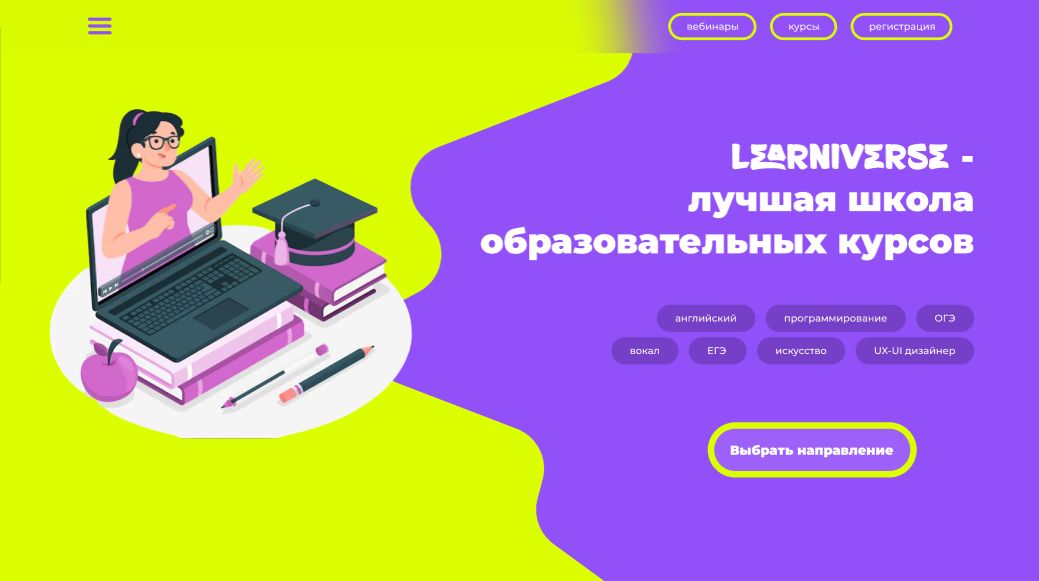 вебинары курсы регистрация
LEARNIVERSE -
лучшая школа
образовательных курсов
английский программирование ОГЭ
вокал ЕГЭ искусство UX-UI дизайнер
Выбрать направление